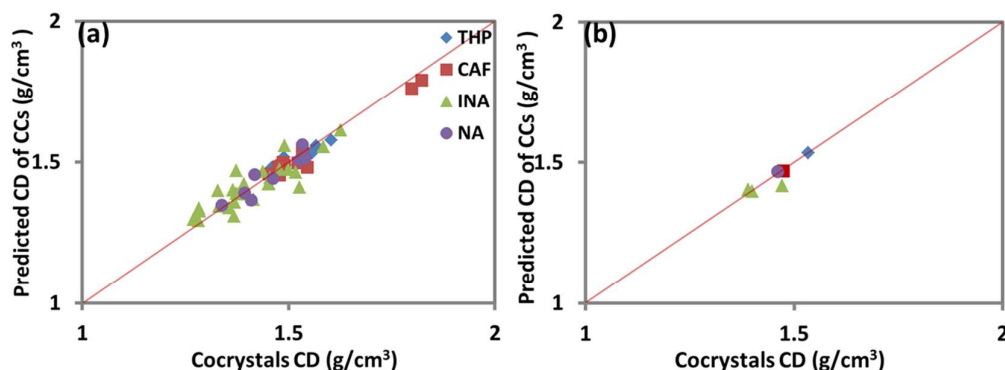 (a)
Predicted CD of CCs (g/cm³)
2
1.5
1
1
1.5
2
Cocrystals CD (g/cm³)
THP
CAF
INA
NA
(b)
Predicted CD of CCs (g/cm³)
2
1.5
1
1
1.5
2
Cocrystals CD (g/cm³)